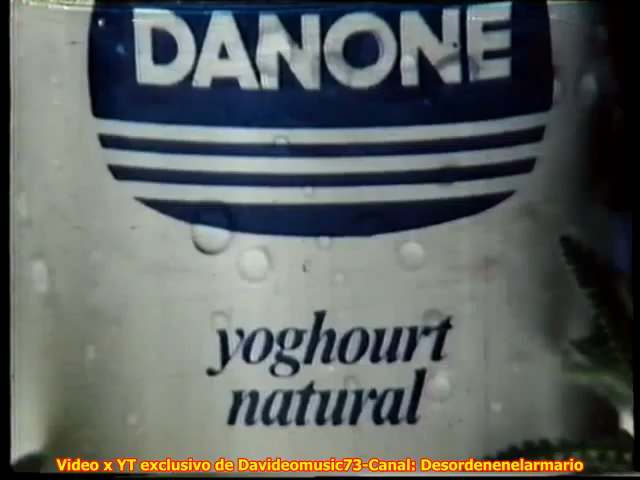 DANONE
yoghourt
natural
Video x YT exclusivo de Davideomusic73-Canal: Desordenenelarmario